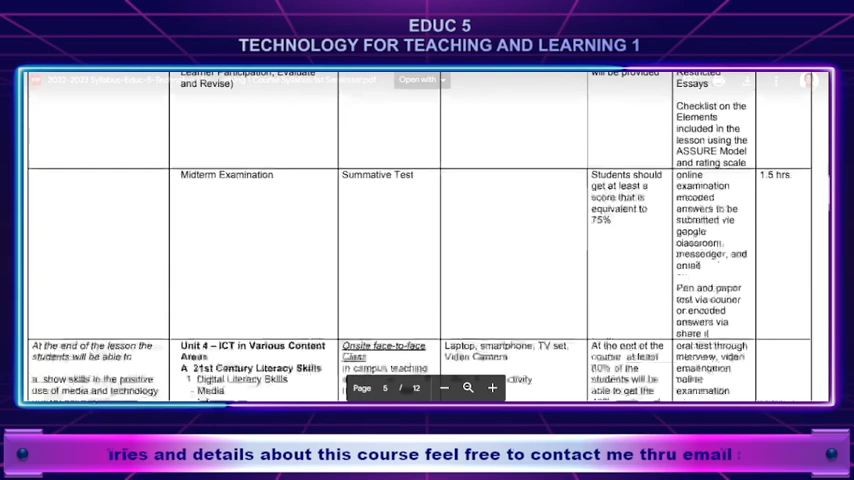 EDUC 5
TECHNOLOGY FOR TEACHING AND LEARNING 1
Open with
Learner Participation, Evaluate
and Revise)
will be provided
Restricted
Essays
Checklist on the
Elements
included in the
lesson using the
ASSURE Model
and rating scale
Midterm Examination
Summative Test
Students should
get at least a
score that is
equivalent to
75%
online
examination
encoded
answers to be
submitted via
google
classroom,
messenger, and
email
1.5 hrs.
Pen and paper
test via courier
or encoded
answers via
share it
At the end of the lesson the
students will be able to
a. show skills in the positive
use of media and technology
Unit 4 – ICT in Various Content
Areas
A 21st Century Literacy Skills
1 Digital Literacy Skills
- Media
Onsite face-to-face
Class
in campus teaching
Laptop, smartphone, TV set,
Video Camera
At the end of the
course at least
80% of the
students will be
able to get the
oral test through
interview, video
online
examination
Page 5 / 12
iries and details about this course feel free to contact me thru email :